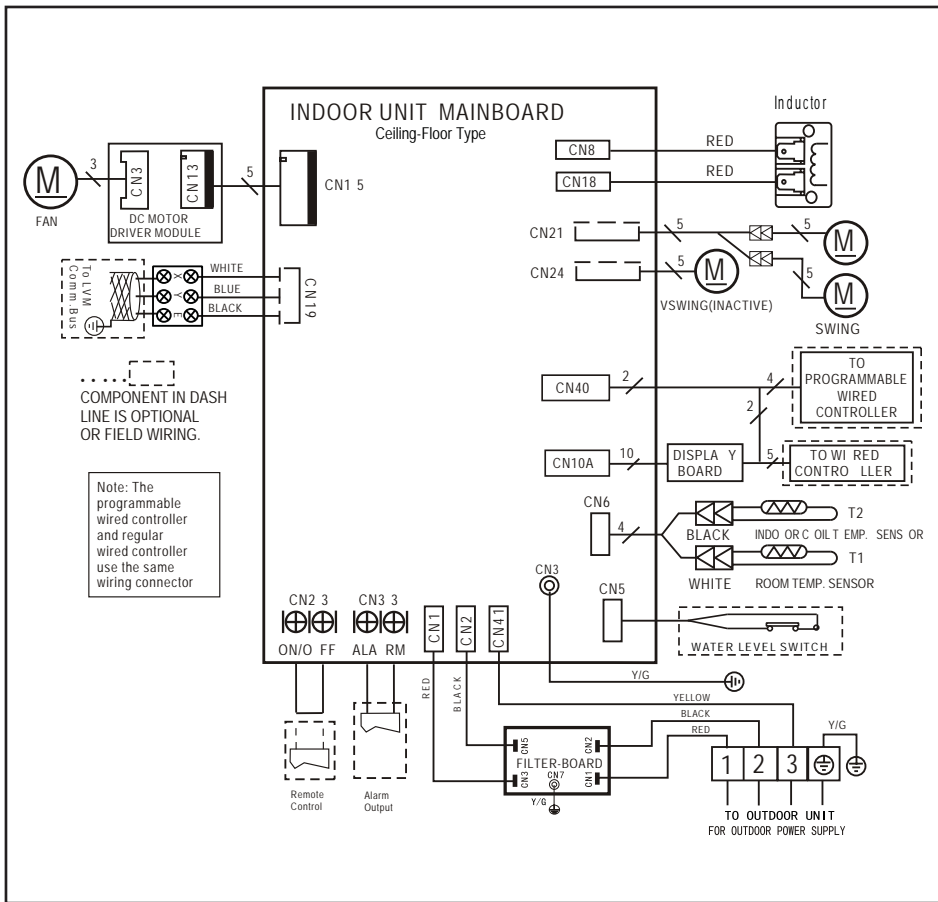 INDOOR UNIT MAINBOARD
Ceiling-Floor Type
Inductor
CN8
RED
CN18
RED
3
CN3
CN13
5
CN1 5
M
FAN
DC MOTOR
DRIVER MODULE
CN21
5
5
M
CN24
5
M
5
VSWING(INACTIVE)
M
SWING
To LVM
Comm.Bus
X
Y
E
WHITE
BLUE
BLACK
CN19
COMPONENT IN DASH
LINE IS OPTIONAL
OR FIELD WIRING.
CN40
2
4
2
TO
PROGRAMMABLE
WIRED
CONTROLLER
CN10A
10
DISPLA Y
BOARD
5
TO WI RED
CONTRO LLER
Note: The
programmable
wired controller
and regular
wired controller
use the same
wiring connector
CN6
4
BLACK
T2
INDO OR C OIL T EMP. SENS OR
T1
WHITE
ROOM TEMP. SENSOR
CN3
CN5
WATER LEVEL SWITCH
CN2 3
ON/O FF
CN3 3
ALA RM
CN1
CN2
CN41
RED
BLACK
Y/G
YELLOW
BLACK
RED
Remote
Control
Alarm
Output
CN5
CN2
FILTER-BOARD
CN3
CN7
CN1
Y/G
1
2
3
Y/G
TO OUTDOOR UNIT
FOR OUTDOOR POWER SUPPLY